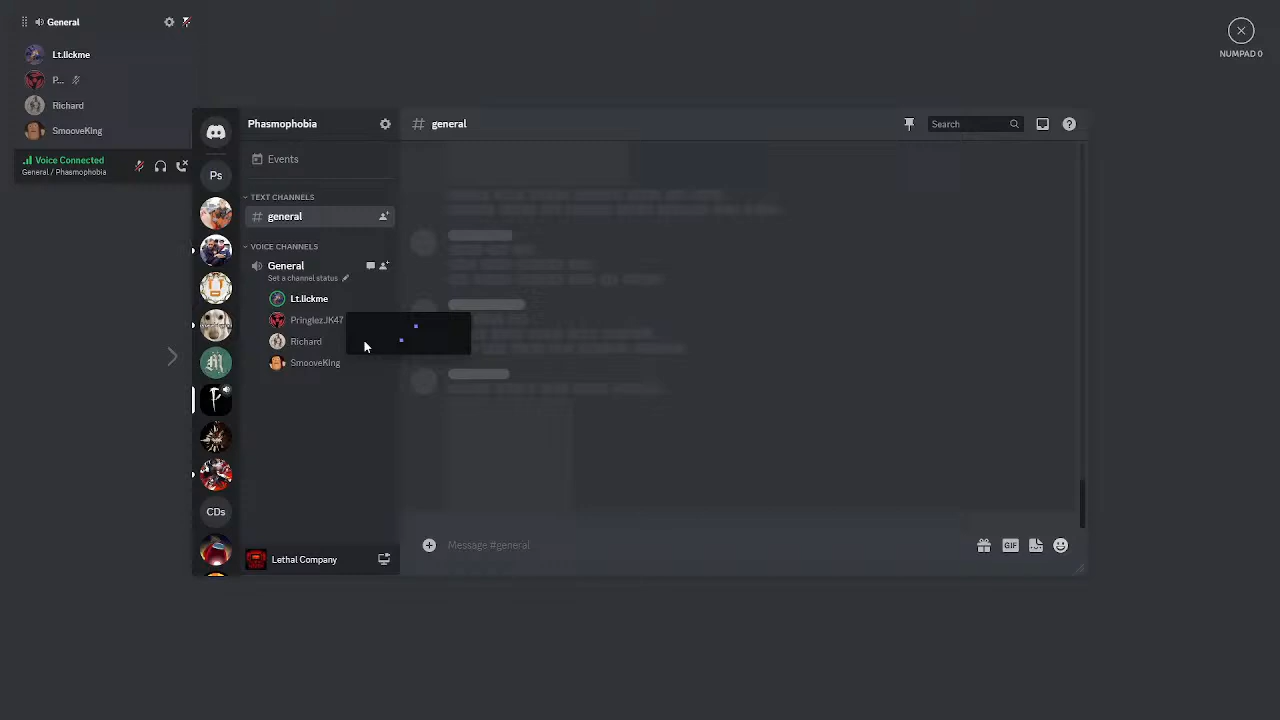 General
Lt.lickme
P...
Richard
SmooveKing
Voice Connected
General / Phasmophobia
NUMPAD 0
Ps
CDs
Phasmophobia
Events
TEXT CHANNELS
general
VOICE CHANNELS
General
Set a channel status
Lt.lickme
PringlezJK47
Richard
SmooveKing
Lethal Company
general
Search
Message #general
GIF